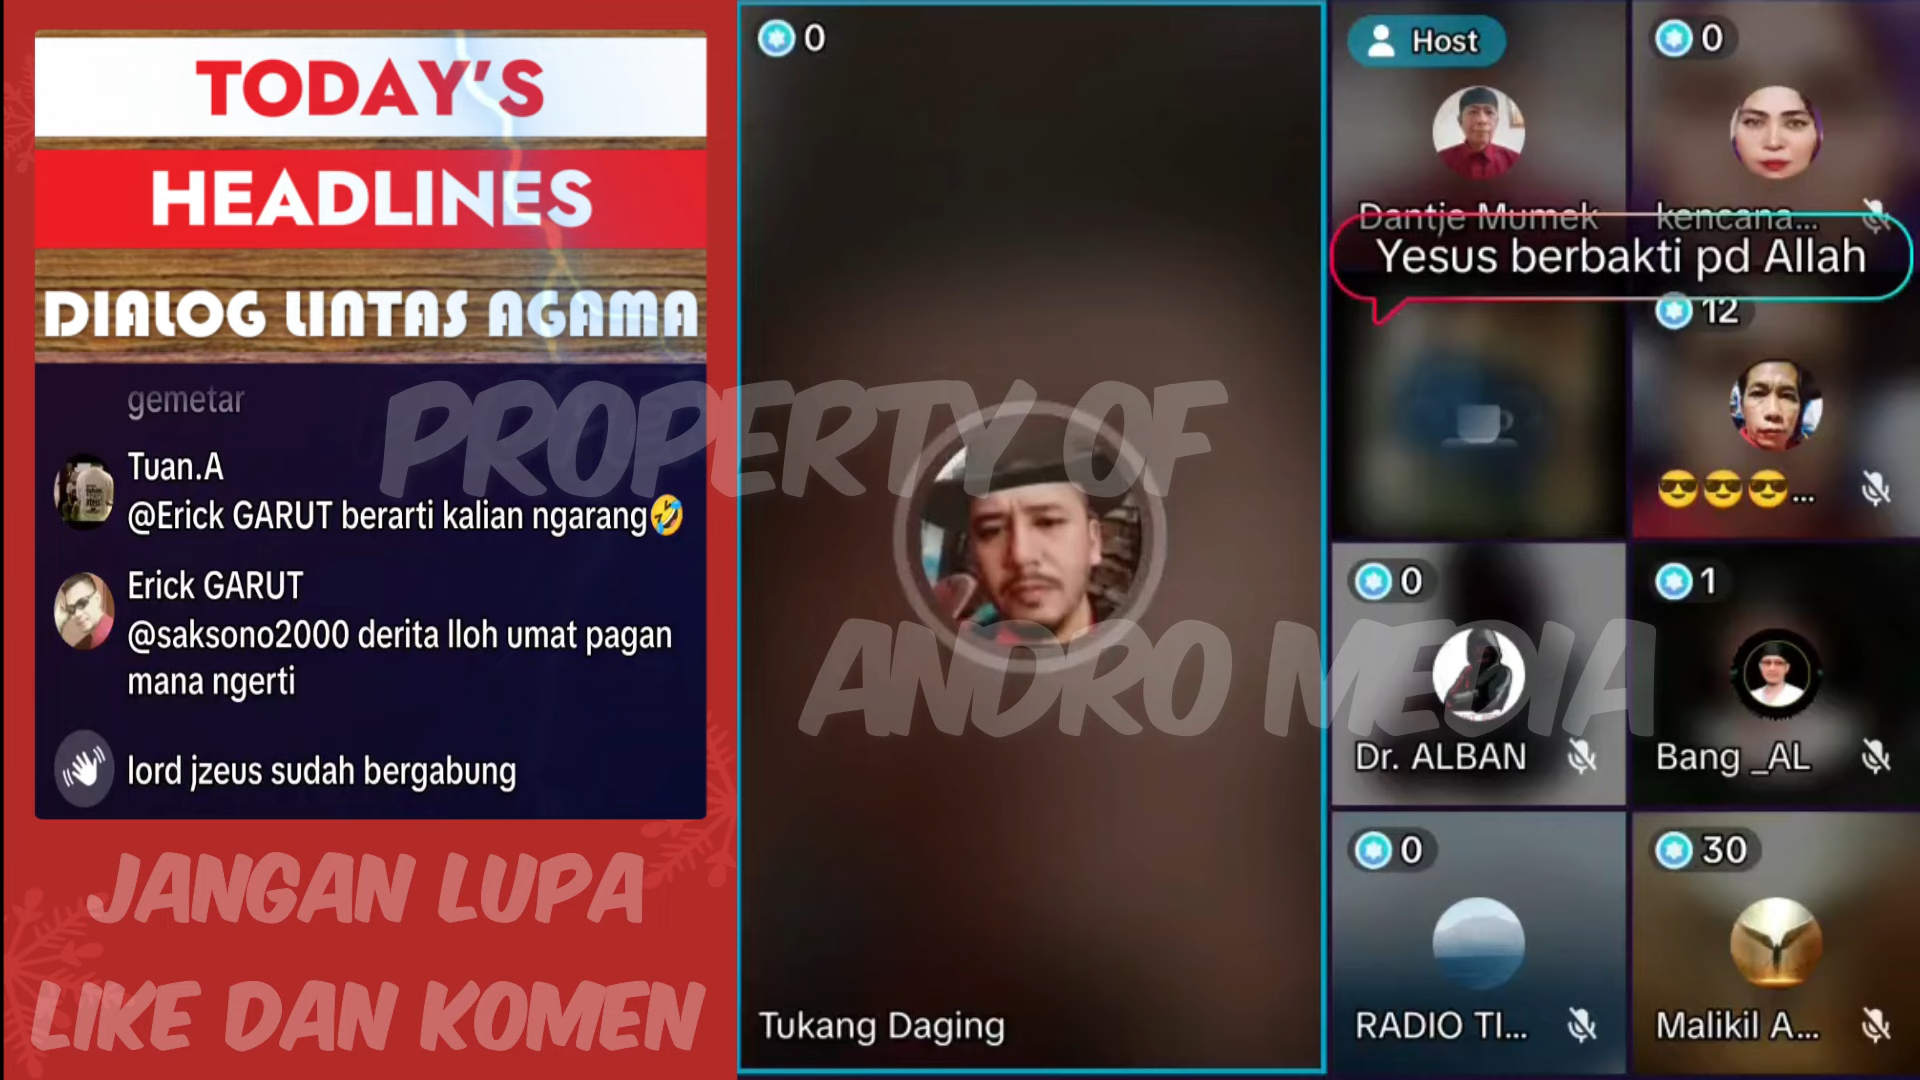 TODAY'S
HEADLINES
DIALOG LINTAS AGAMA
gemetar
Tuan.A
@Erick GARUT berarti kalian ngarang🤣
Erick GARUT
@saksono2000 derita lloh umat pagan
mana ngerti
lord jzeus sudah bergabung
JANGAN LUPA
LIKE DAN KOMEN
0
Tukang Daging
PROPERTY OF
ANDRO MEDIA
Host
Dantje Mumek
0
kencana...
Yesus berbakti pd Allah
12
😎😎😎...
0
Dr. ALBAN
1
Bang _AL
0
RADIO TI...
30
Malikil A...